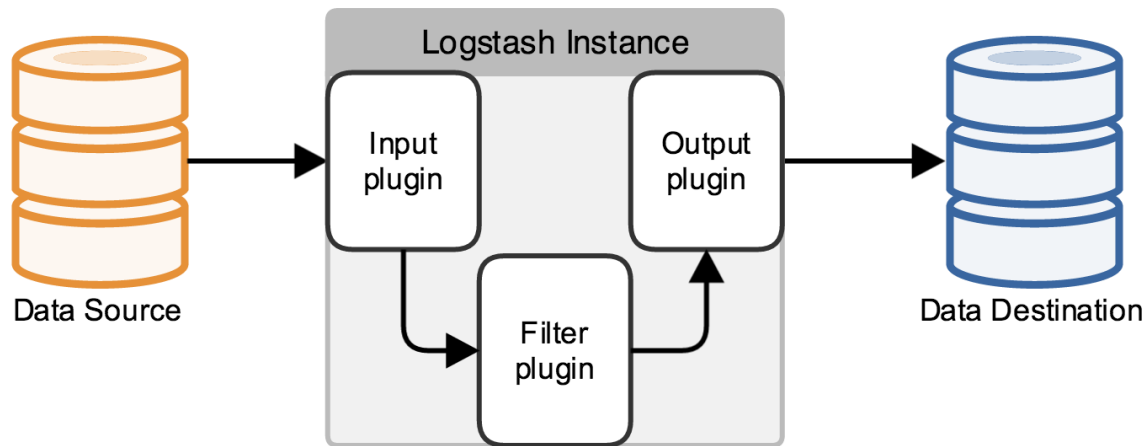 Logstash Instance
Input
plugin
Output
plugin
Filter
plugin
Data Source
Data Destination